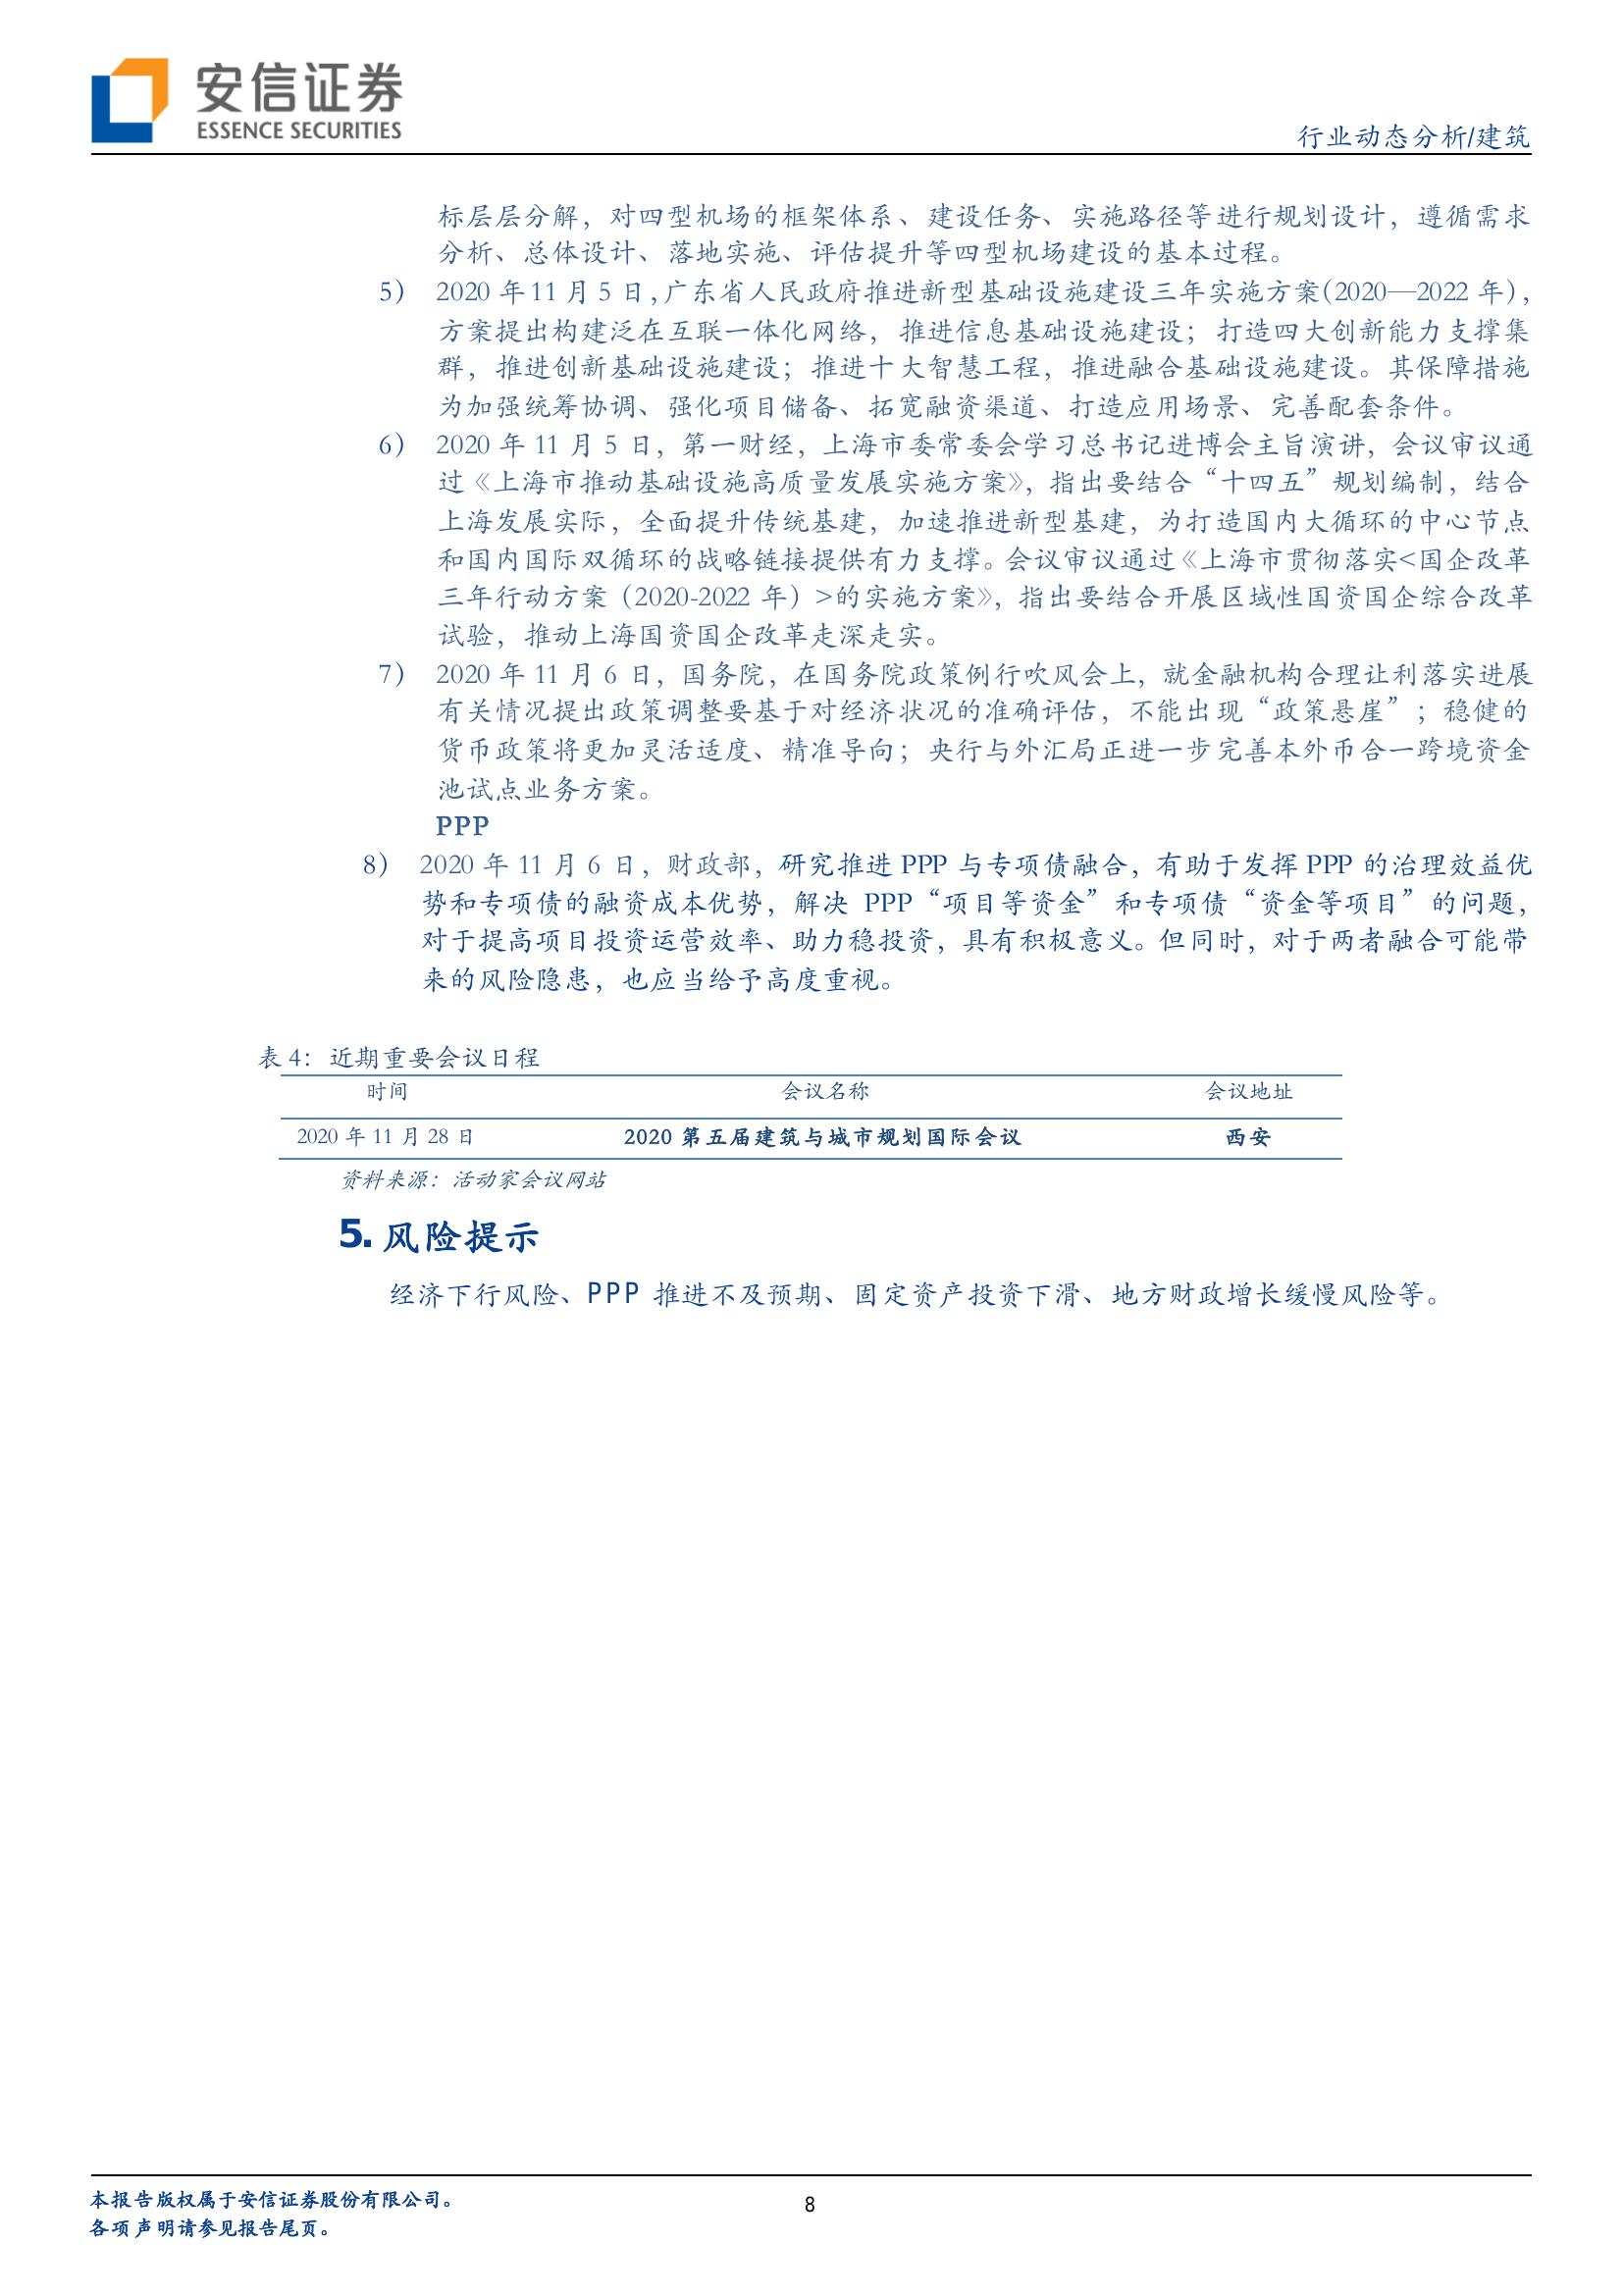 安信证券
ESSENCE SECURITIES
行业动态分析/建筑
标层层分解，对四型机场的框架体系、建设任务、实施路径等进行规划设计，遵循需求
分析、总体设计、落地实施、评估提升等四型机场建设的基本过程。
5） 2020 年 11 月 5 日，广东省人民政府推进新型基础设施建设三年实施方案（2020—2022 年），
方案提出构建泛在互联一体化网络，推进信息基础设施建设；打造四大创新能力支撑集
群，推进创新基础设施建设；推进十大智慧工程，推进融合基础设施建设。其保障措施
为加强统筹协调、强化项目储备、拓宽融资渠道、打造应用场景、完善配套条件。
6） 2020 年 11 月 5 日，第一财经，上海市委常委会学习总书记进博会主旨演讲，会议审议通
过《上海市推动基础设施高质量发展实施方案》，指出要结合“十四五”规划编制，结合
上海发展实际，全面提升传统基建，加速推进新型基建，为打造国内大循环的中心节点
和国内国际双循环的战略链接提供有力支撑。会议审议通过《上海市贯彻落实<国企改革
三年行动方案（2020-2022 年）>的实施方案》，指出要结合开展区域性国资国企综合改革
试验，推动上海国资国企改革走深走实。
7） 2020 年 11 月 6 日，国务院，在国务院政策例行吹风会上，就金融机构合理让利落实进展
有关情况提出政策调整要基于对经济状况的准确评估，不能出现“政策悬崖”；稳健的
货币政策将更加灵活适度、精准导向；央行与外汇局正进一步完善本外币合一跨境资金
池试点业务方案。
PPP
8） 2020 年 11 月 6 日，财政部，研究推进 PPP 与专项债融合，有助于发挥 PPP 的治理效益优
势和专项债的融资成本优势，解决 PPP“项目等资金”和专项债“资金等项目”的问题，
对于提高项目投资运营效率、助力稳投资，具有积极意义。但同时，对于两者融合可能带
来的风险隐患，也应当给予高度重视。
表 4：近期重要会议日程
时间 会议名称 会议地址
2020 年 11 月 28 日 2020 第五届建筑与城市规划国际会议 西安
资料来源：活动家会议网站
5. 风险提示
经济下行风险、PPP 推进不及预期、固定资产投资下滑、地方财政增长缓慢风险等。
本报告版权属于安信证券股份有限公司。
各项声明请参见报告尾页。
8